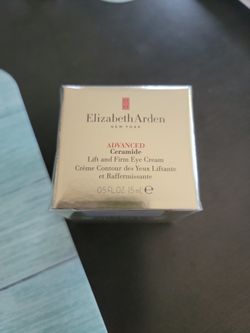 Elizabeth Arden
NEW YORK
ADVANCED
Ceramide
Lift and Firm Eye Cream
Crème Contour des Yeux Liftante
et Raffermissante
0.5 FL.OZ. 15 mL ℮